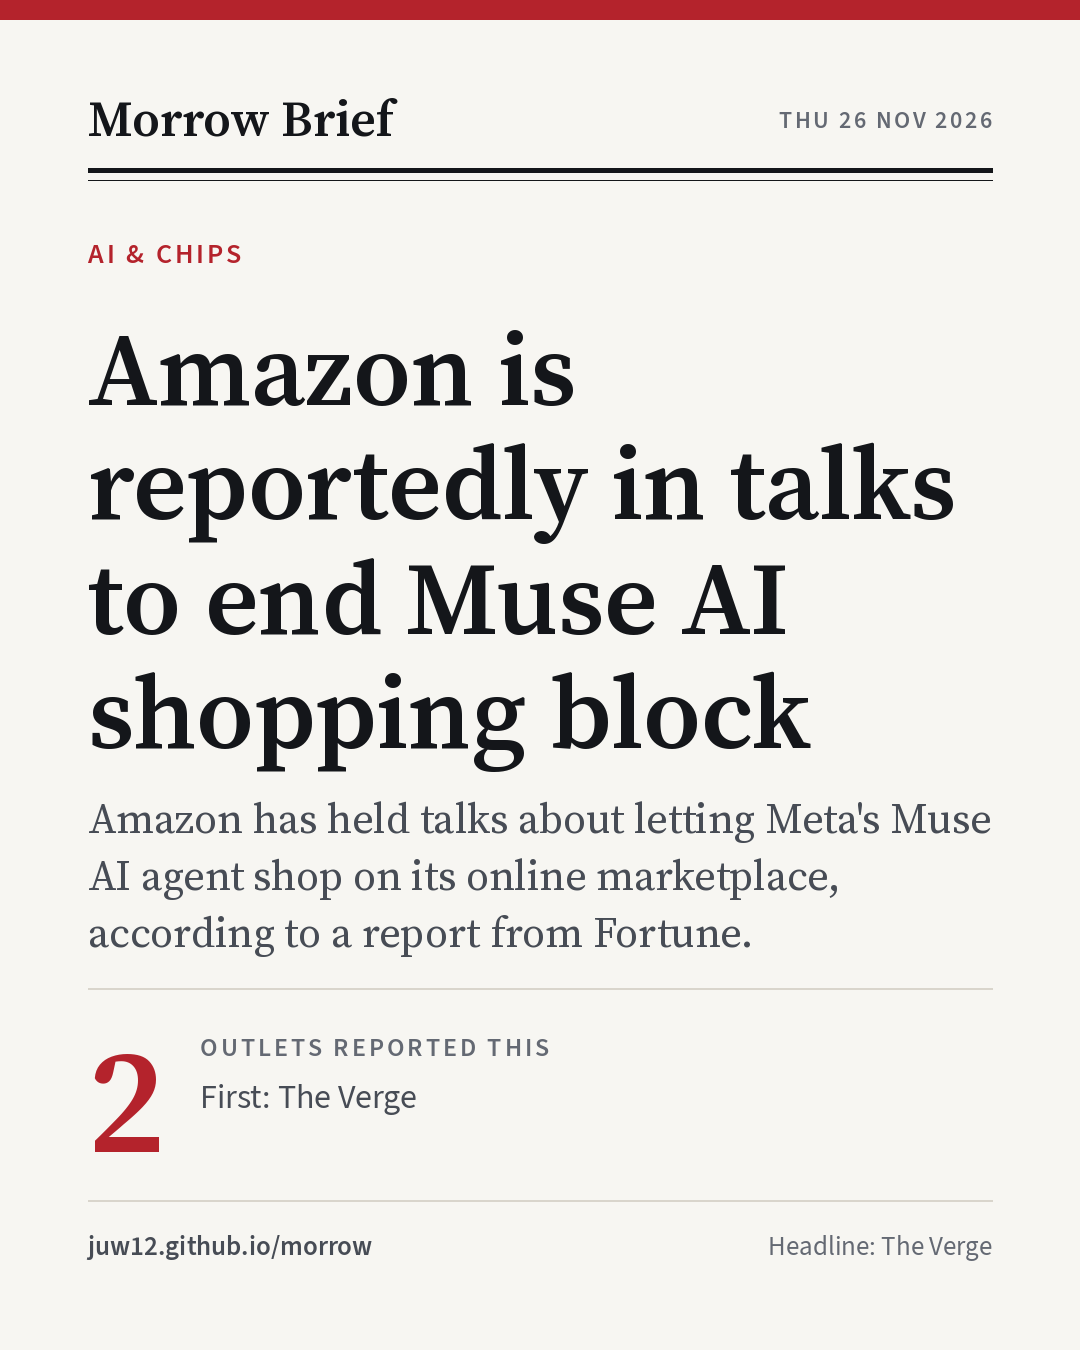 Morrow Brief
THU 26 NOV 2026
AI & CHIPS
Amazon is
reportedly in talks
to end Muse AI
shopping block
Amazon has held talks about letting Meta's Muse
AI agent shop on its online marketplace,
according to a report from Fortune.
2
OUTLETS REPORTED THIS
First: The Verge
juw12.github.io/morrow
Headline: The Verge